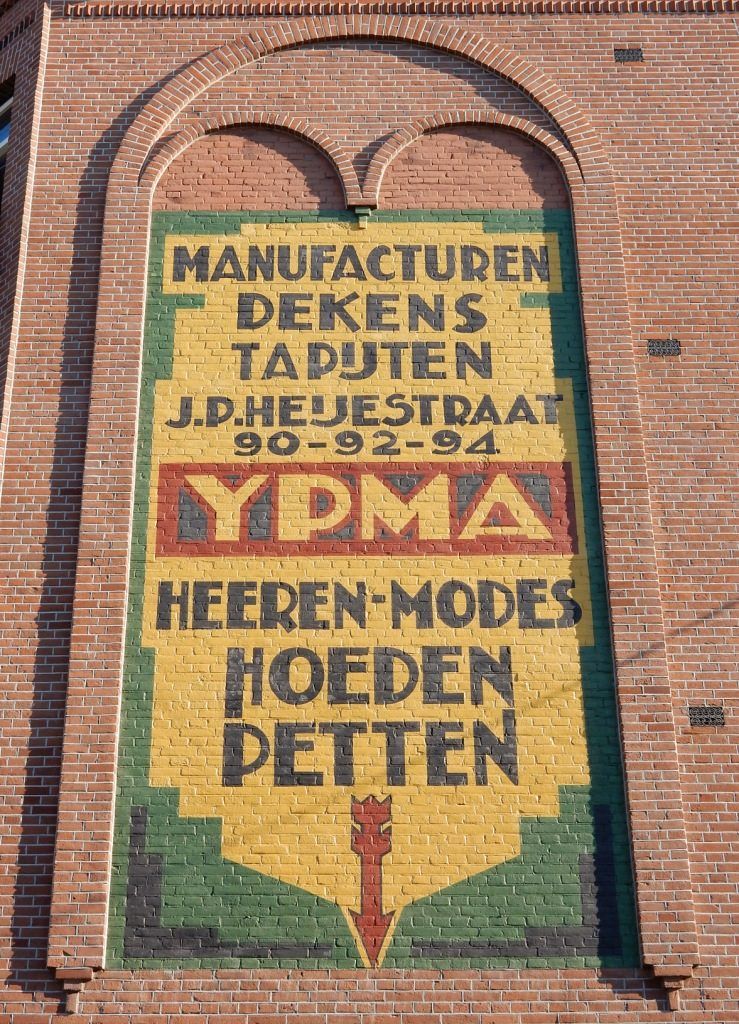 MANUFACTUREN
DEKENS
TAPIJTEN
J.P.HEIJESTRAAT
90-92-94
YPMA
HEEREN-MODES
HOEDEN
PETTEN